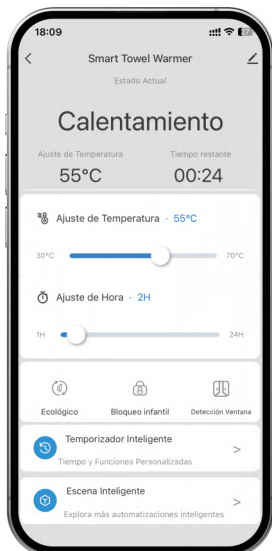 18:09
Smart Towel Warmer
Estado Actual
Calentamiento
Ajuste de Temperatura Tiempo restante
55°C 00:24
Ajuste de Temperatura · 55°C
30°C 70°C
Ajuste de Hora · 2H
1H 24H
Ecológico Bloqueo infantil Detección Ventana
Temporizador Inteligente
Tiempo y Funciones Personalizadas
Escena Inteligente
Explora más automatizaciones inteligentes